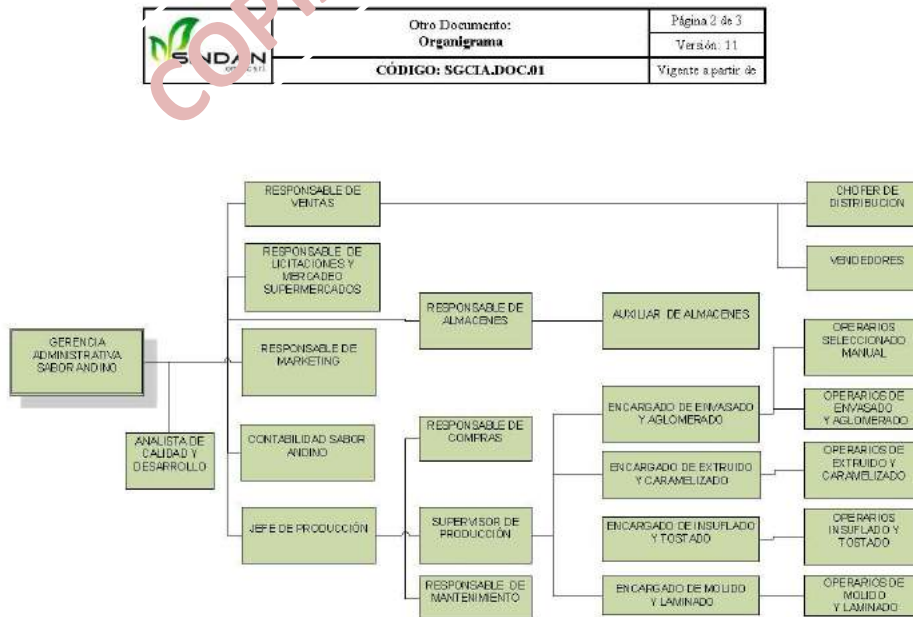 SINDAN
Otro Documento:
Organigrama
CÓDIGO: SGCIA.DOC.01
Página 2 de 3
Versión: 11
Vigente a partir de
RESPONSABLE DE
VENTAS
CHOFER DE
DISTRIBUCION
VENDEDORES
RESPONSABLE DE
LICITACIONES Y
MERCADEO
SUPERMERCADOS
RESPONSABLE DE
ALMACENES
AUXILIAR DE ALMACENES
GERENCIA
ADMINISTRATIVA
SABOR ANDINO
RESPONSABLE DE
MARKETING
OPERARIOS
SELECCIONADO
MANUAL
ENCARGADO DE ENVASADO
Y AGLOMERADO
OPERARIOS DE
ENVASADO
Y AGLOMERADO
ANALISTA DE
CALIDAD Y
DESARROLLO
CONTABILIDAD SABOR
ANDINO
RESPONSABLE DE
COMPRAS
ENCARGADO DE EXTRUIDO
Y CARAMELIZADO
OPERARIOS DE
EXTRUIDO Y
CARAMELIZADO
JEFE DE PRODUCCIÓN
SUPERVISOR DE
PRODUCCIÓN
ENCARGADO DE INSUFLADO
Y TOSTADO
OPERARIOS
INSUFLADO Y
TOSTADO
RESPONSABLE DE
MANTENIMIENTO
ENCARGADO DE MOLIDO
Y LAMINADO
OPERARIOS DE
MOLIDO
Y LAMINADO